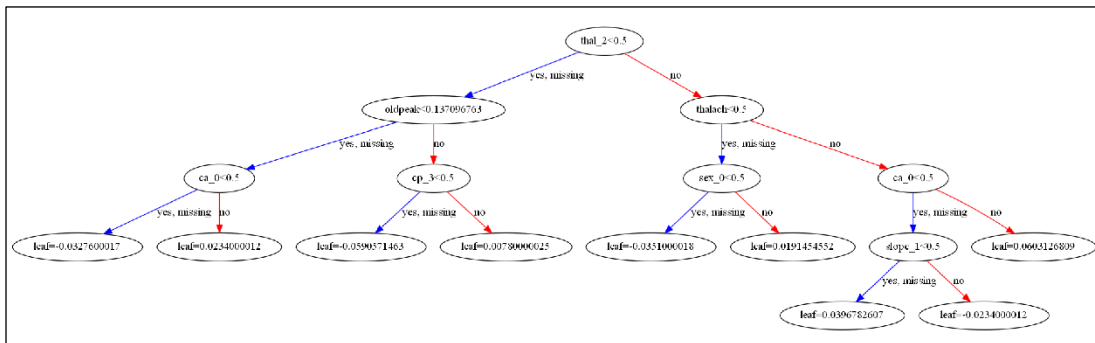 thal_2<0.5
yes, missing
no
oldpeak<0.137096763
thalach<0.5
yes, missing
no
yes, missing
no
ca_0<0.5
cp_3<0.5
sex_0<0.5
ca_0<0.5
yes, missing
no
yes, missing
no
yes, missing
no
yes, missing
no
leaf=-0.0327600017
leaf=0.0234000012
leaf=-0.0590571463
leaf=0.00780000025
leaf=-0.0351000018
leaf=0.0191454552
slope_1<0.5
leaf=0.0603126809
yes, missing
no
leaf=0.0396782607
leaf=-0.0234000012